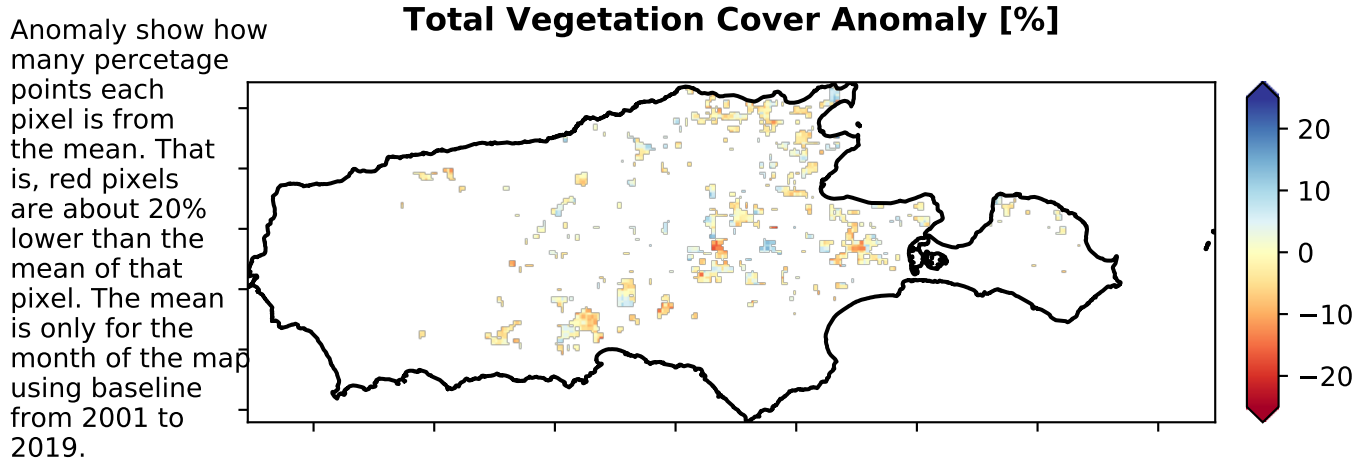 Total Vegetation Cover Anomaly [%]
Anomaly show how
many percetage
points each
pixel is from
the mean. That
is, red pixels
are about 20%
lower than the
mean of that
pixel. The mean
is only for the
month of the map
using baseline
from 2001 to
2019.
20
10
0
−10
−20